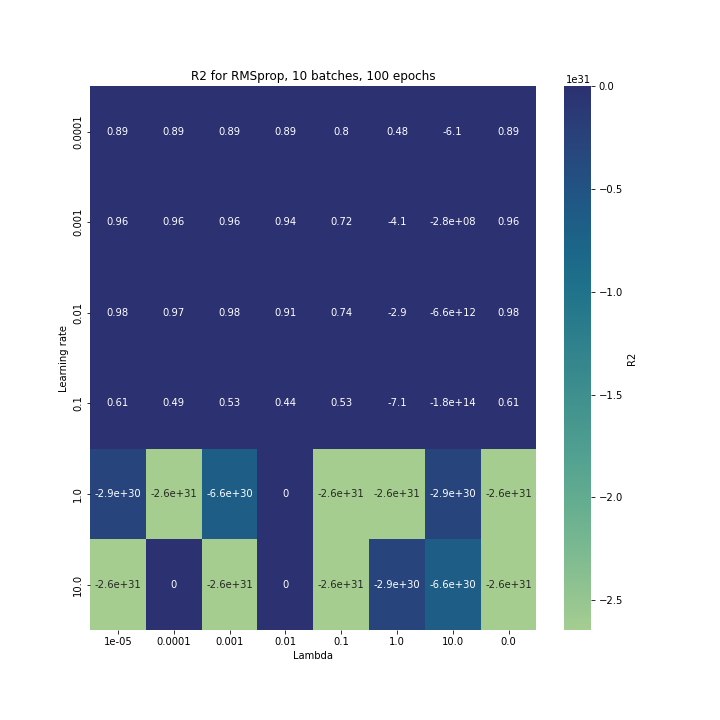 R2 for RMSprop, 10 batches, 100 epochs
1e31
0.0001 0.89 0.89 0.89 0.89 0.8 0.48 -6.1 0.89
0.001 0.96 0.96 0.96 0.94 0.72 -4.1 -2.8e+08 0.96
0.01 0.98 0.97 0.98 0.91 0.74 -2.9 -6.6e+12 0.98
0.1 0.61 0.49 0.53 0.44 0.53 -7.1 -1.8e+14 0.61
1.0 -2.9e+30 -2.6e+31 -6.6e+30 0 -2.6e+31 -2.6e+31 -2.9e+30 -2.6e+31
10.0 -2.6e+31 0 -2.6e+31 0 -2.6e+31 -2.9e+30 -6.6e+30 -2.6e+31
1e-05 0.0001 0.001 0.01 0.1 1.0 10.0 0.0
Lambda
Learning rate
0.0
−0.5
−1.0
−1.5
−2.0
−2.5
R2